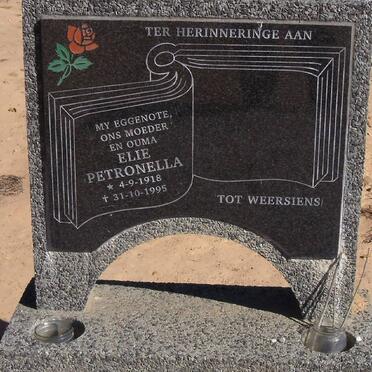 TER HERINNERINGE AAN
MY EGGENOTE,
ONS MOEDER
EN OUMA
ELIE
PETRONELLA
* 4-9-1918
† 31-10-1995
TOT WEERSIENS